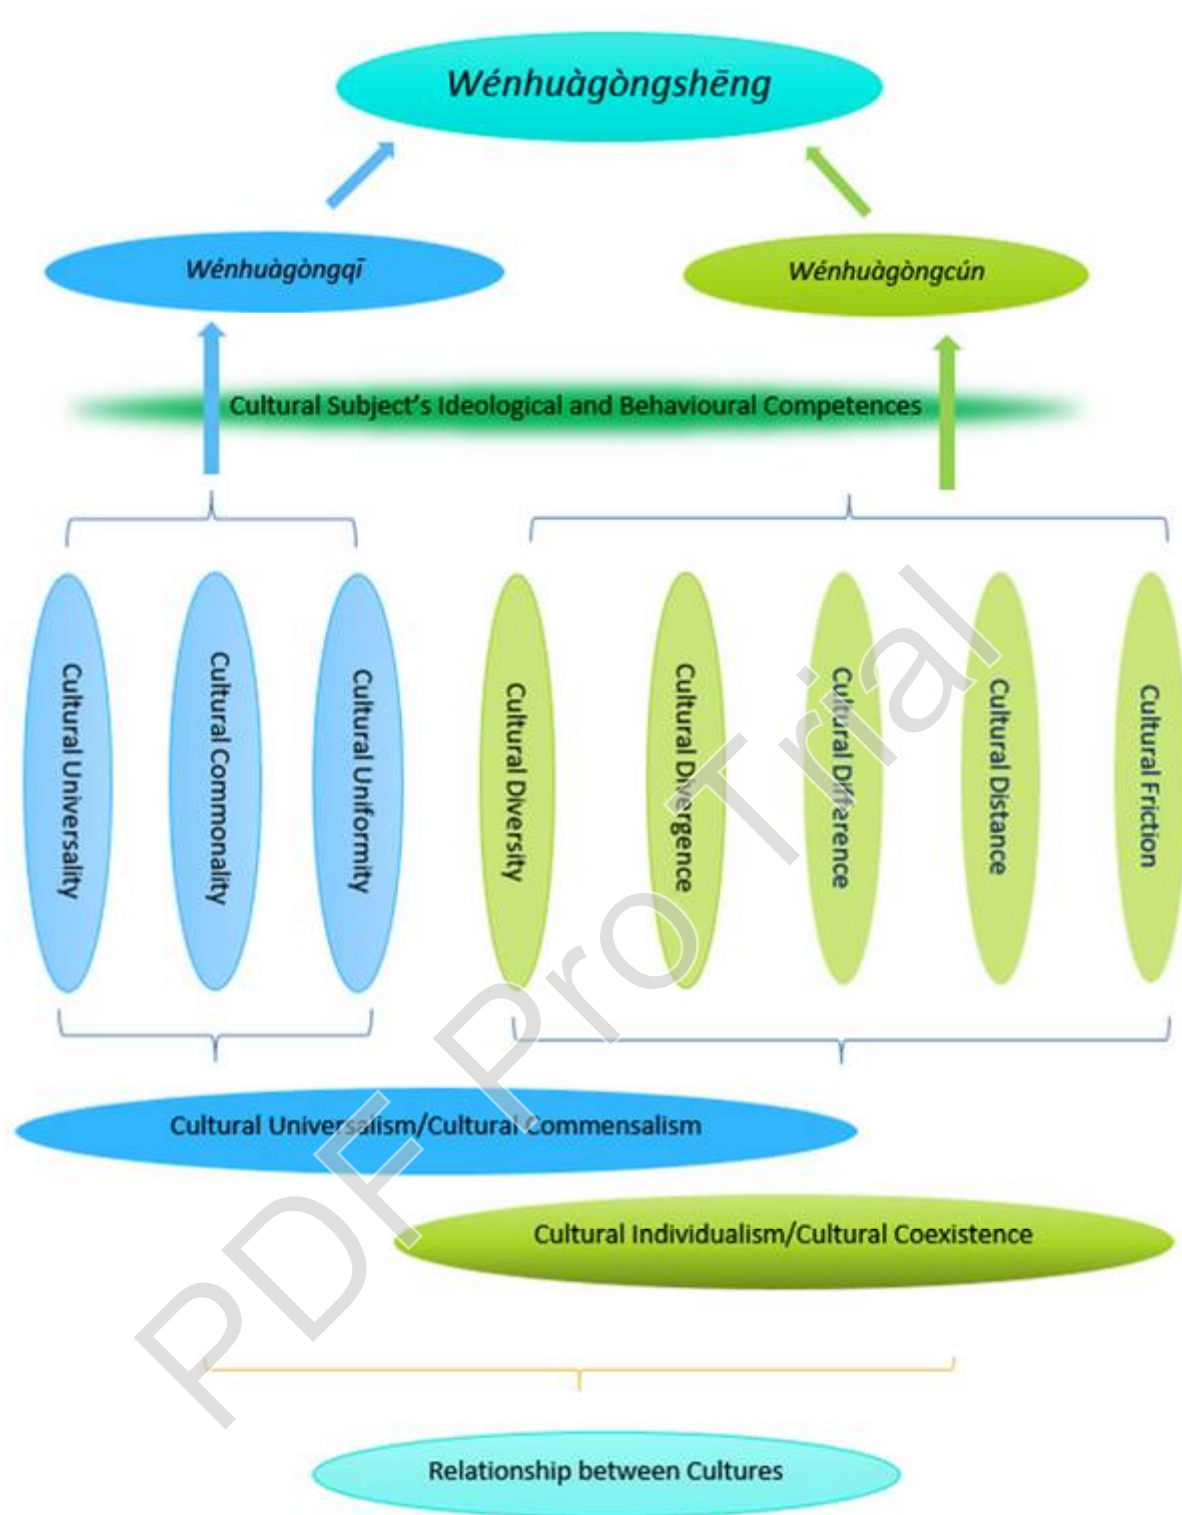 Wénhuàgòngshēng
Wénhuàgòngqī
Wénhuàgòngcún
Cultural Subject's Ideological and Behavioural Competences
Cultural Universality
Cultural Commonality
Cultural Uniformity
Cultural Diversity
Cultural Divergence
Cultural Difference
Cultural Distance
Cultural Friction
Cultural Universalism/Cultural Commensalism
Cultural Individualism/Cultural Coexistence
Relationship between Cultures
PDF Pro Trial